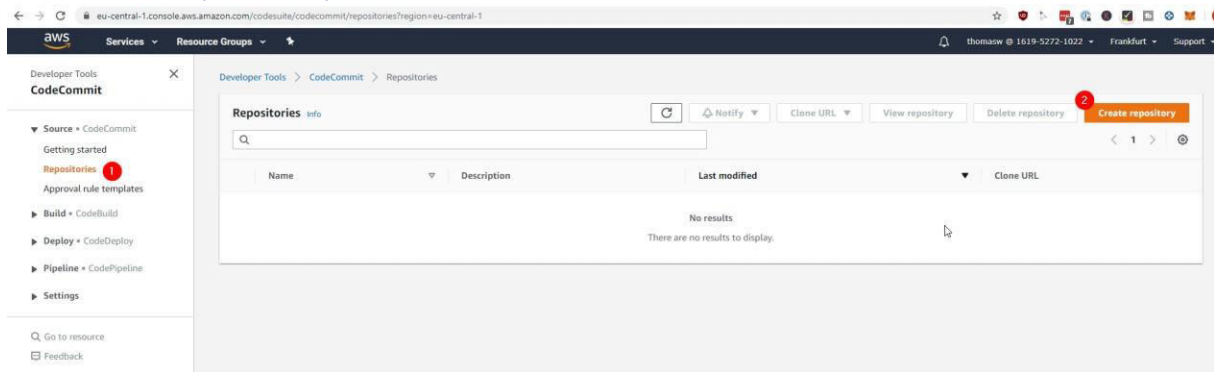 eu-central-1.console.aws.amazon.com/codesuite/codecommit/repositories?region=eu-central-1
aws Services Resource Groups thomasw @ 1619-5272-1022 Frankfurt Support
Developer Tools
CodeCommit
Source • CodeCommit
Getting started
Repositories 1
Approval rule templates
Build • CodeBuild
Deploy • CodeDeploy
Pipeline • CodePipeline
Settings
Go to resource
Feedback
Developer Tools > CodeCommit > Repositories
2
Repositories Info Notify Clone URL View repository Delete repository Create repository
< 1 >
Name Description Last modified Clone URL
No results
There are no results to display.